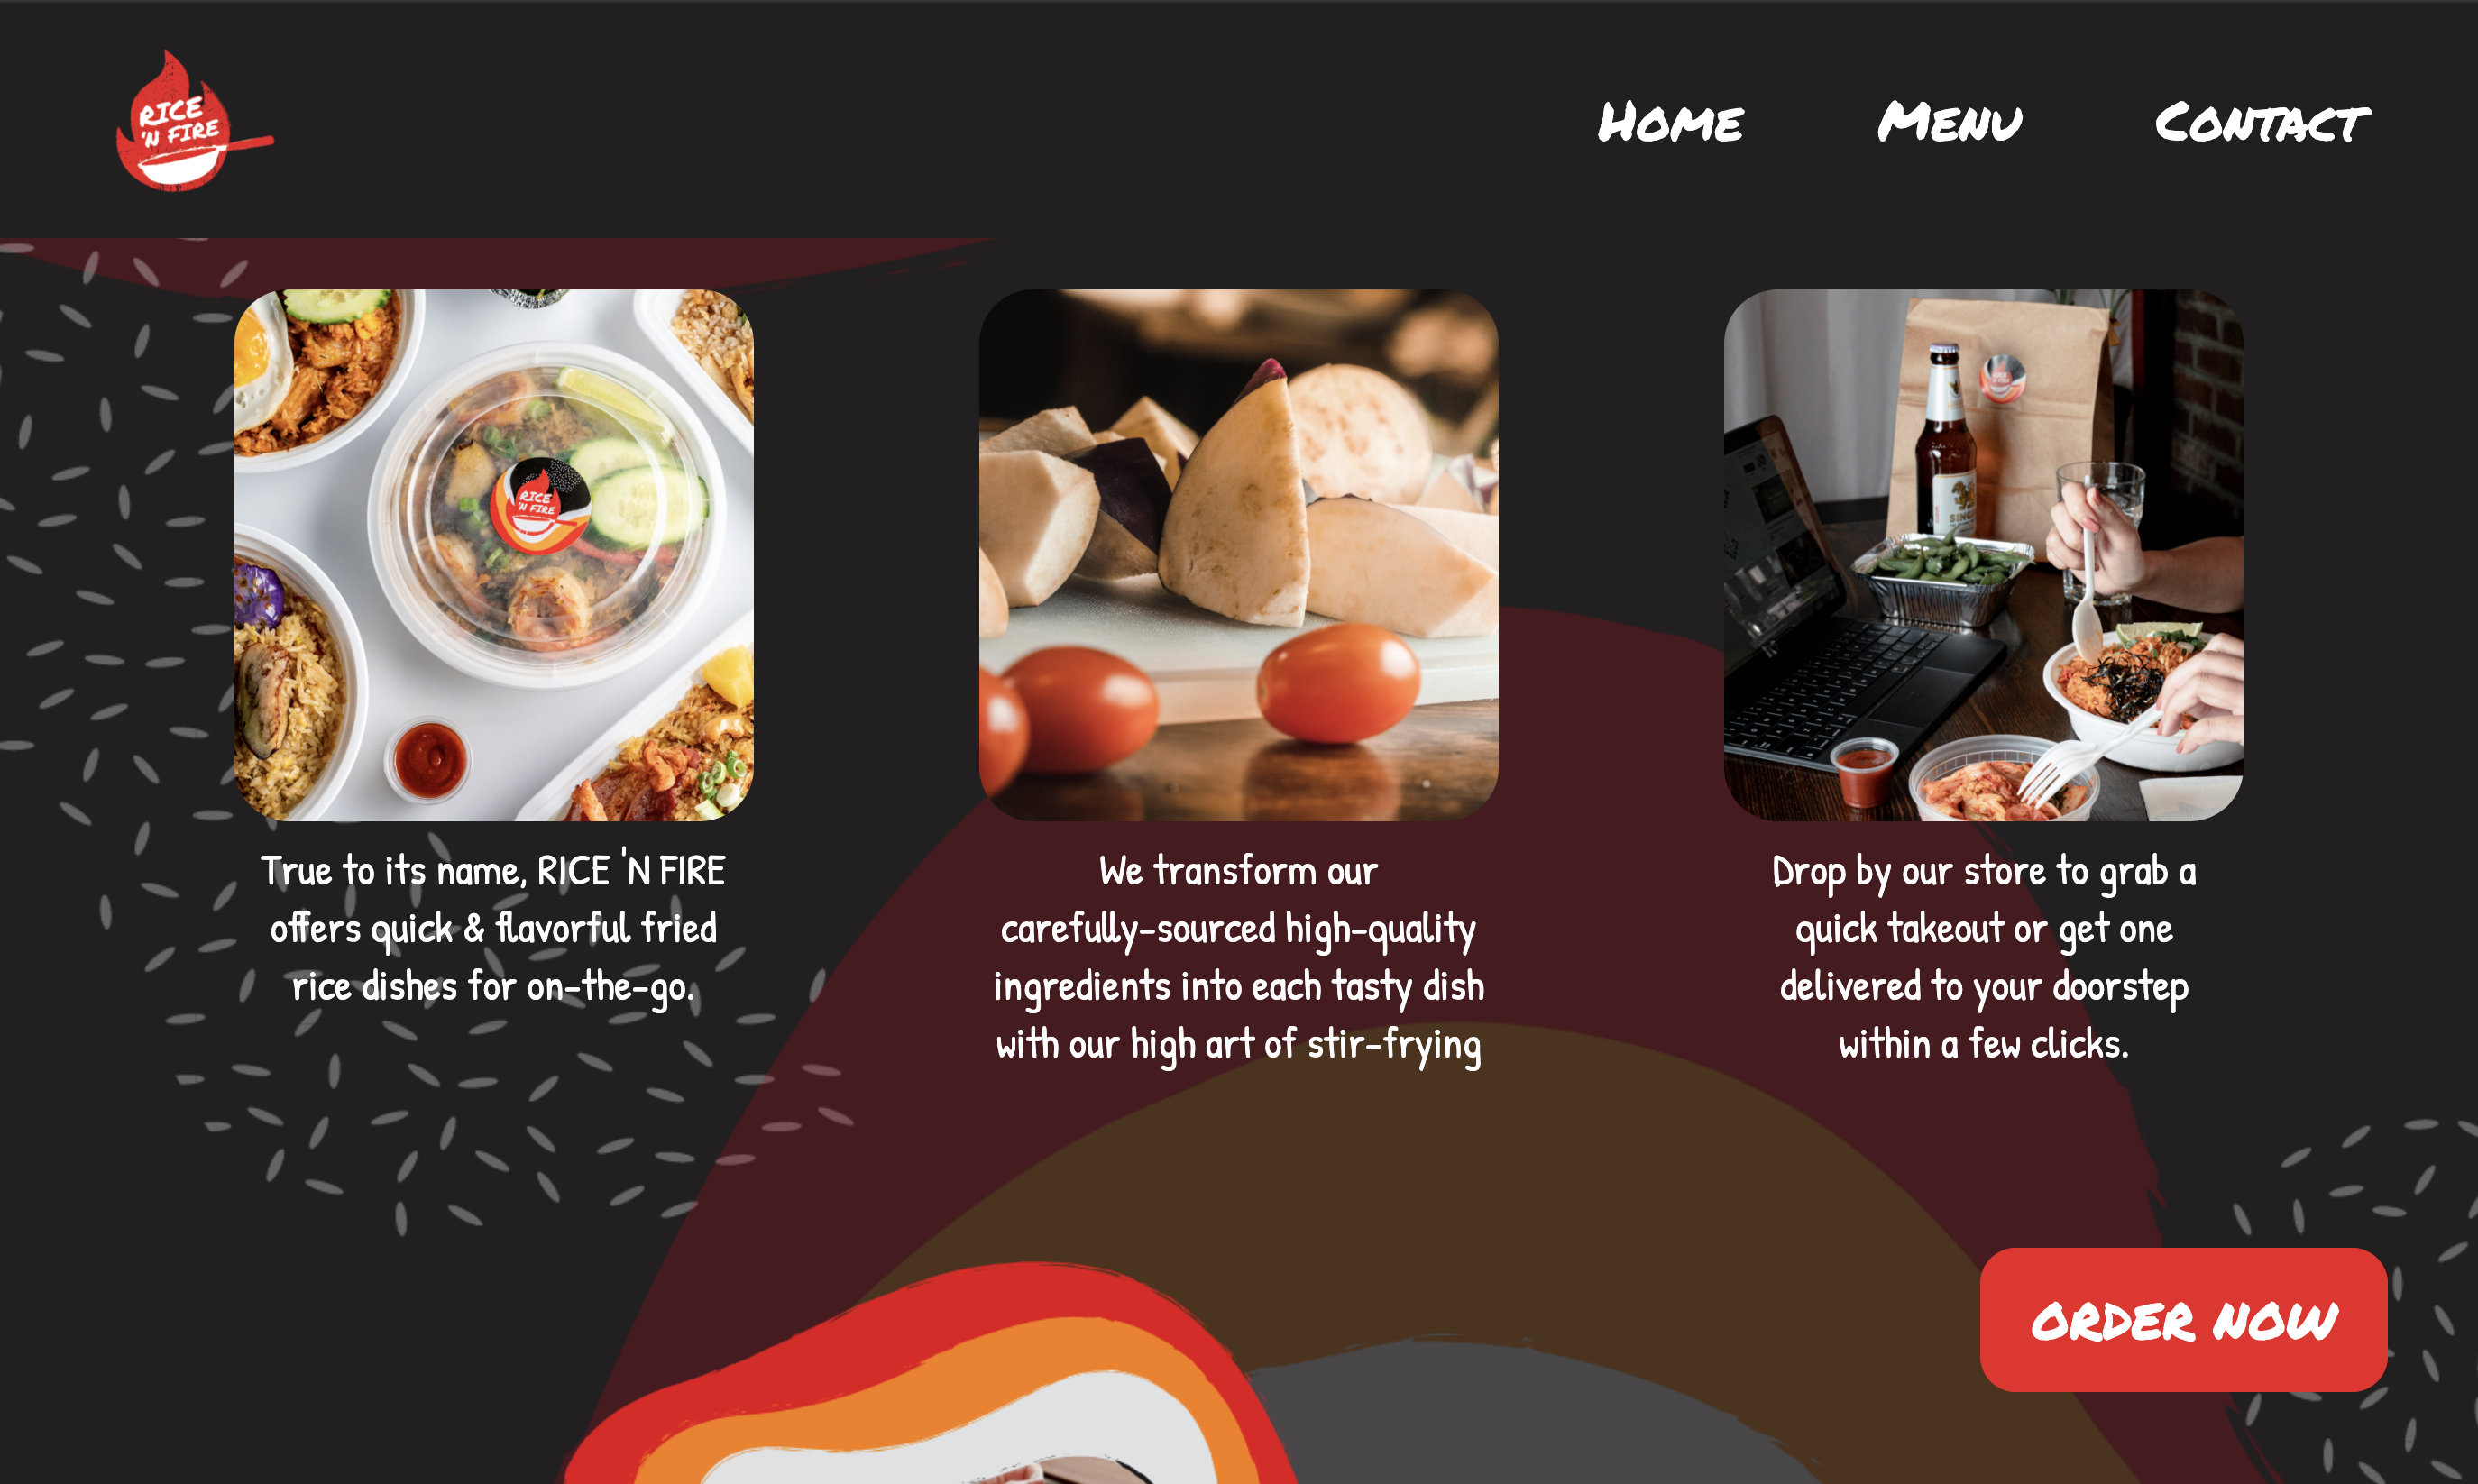 RICE
'N FIRE
Home
Menu
Contact
RICE
'N FIRE
SING
True to its name, RICE 'N FIRE
offers quick & flavorful fried
rice dishes for on-the-go.
We transform our
carefully-sourced high-quality
ingredients into each tasty dish
with our high art of stir-frying
Drop by our store to grab a
quick takeout or get one
delivered to your doorstep
within a few clicks.
ORDER NOW